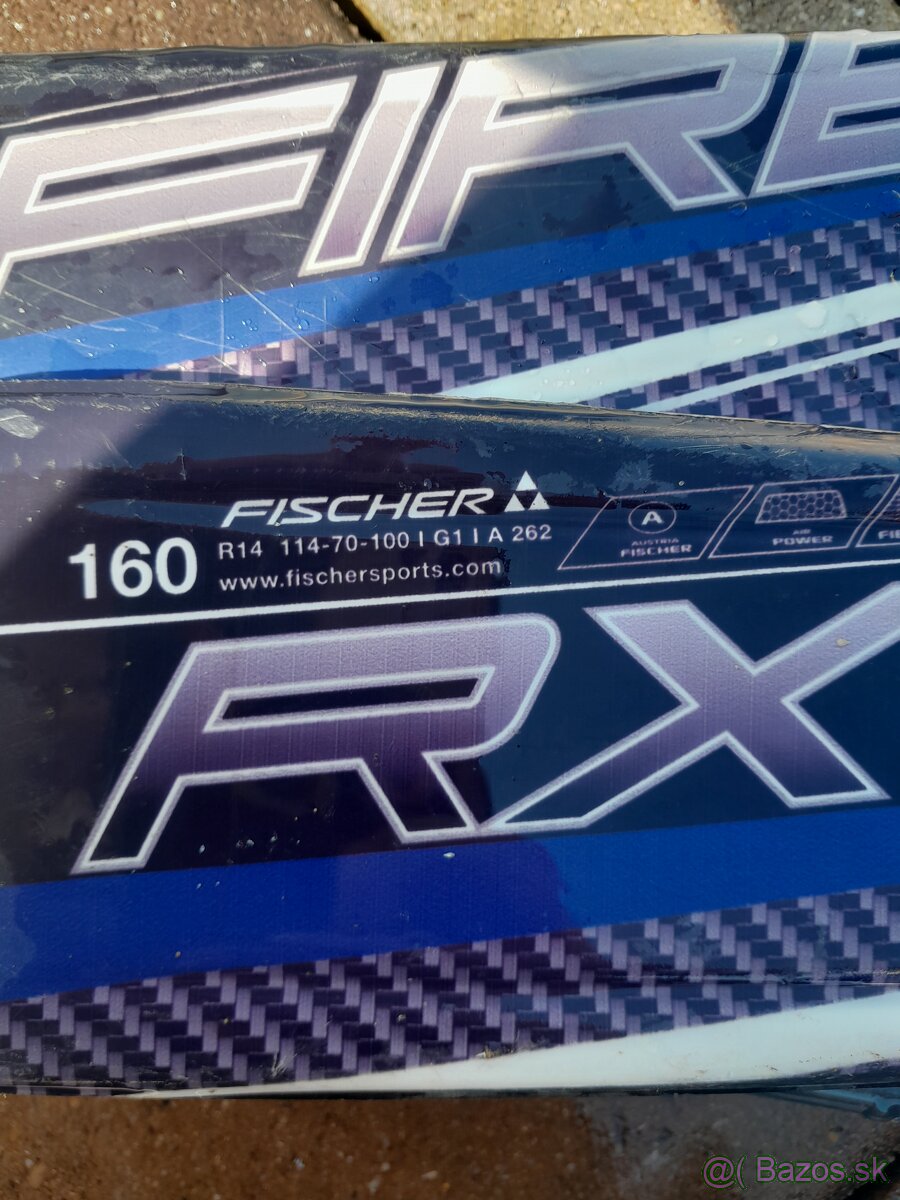 FIRE
FISCHER
160
R14 114-70-100 | G1 | A 262
www.fischersports.com
A
AUSTRIA
FISCHER
AIR
POWER
RX
@( Bazos.sk